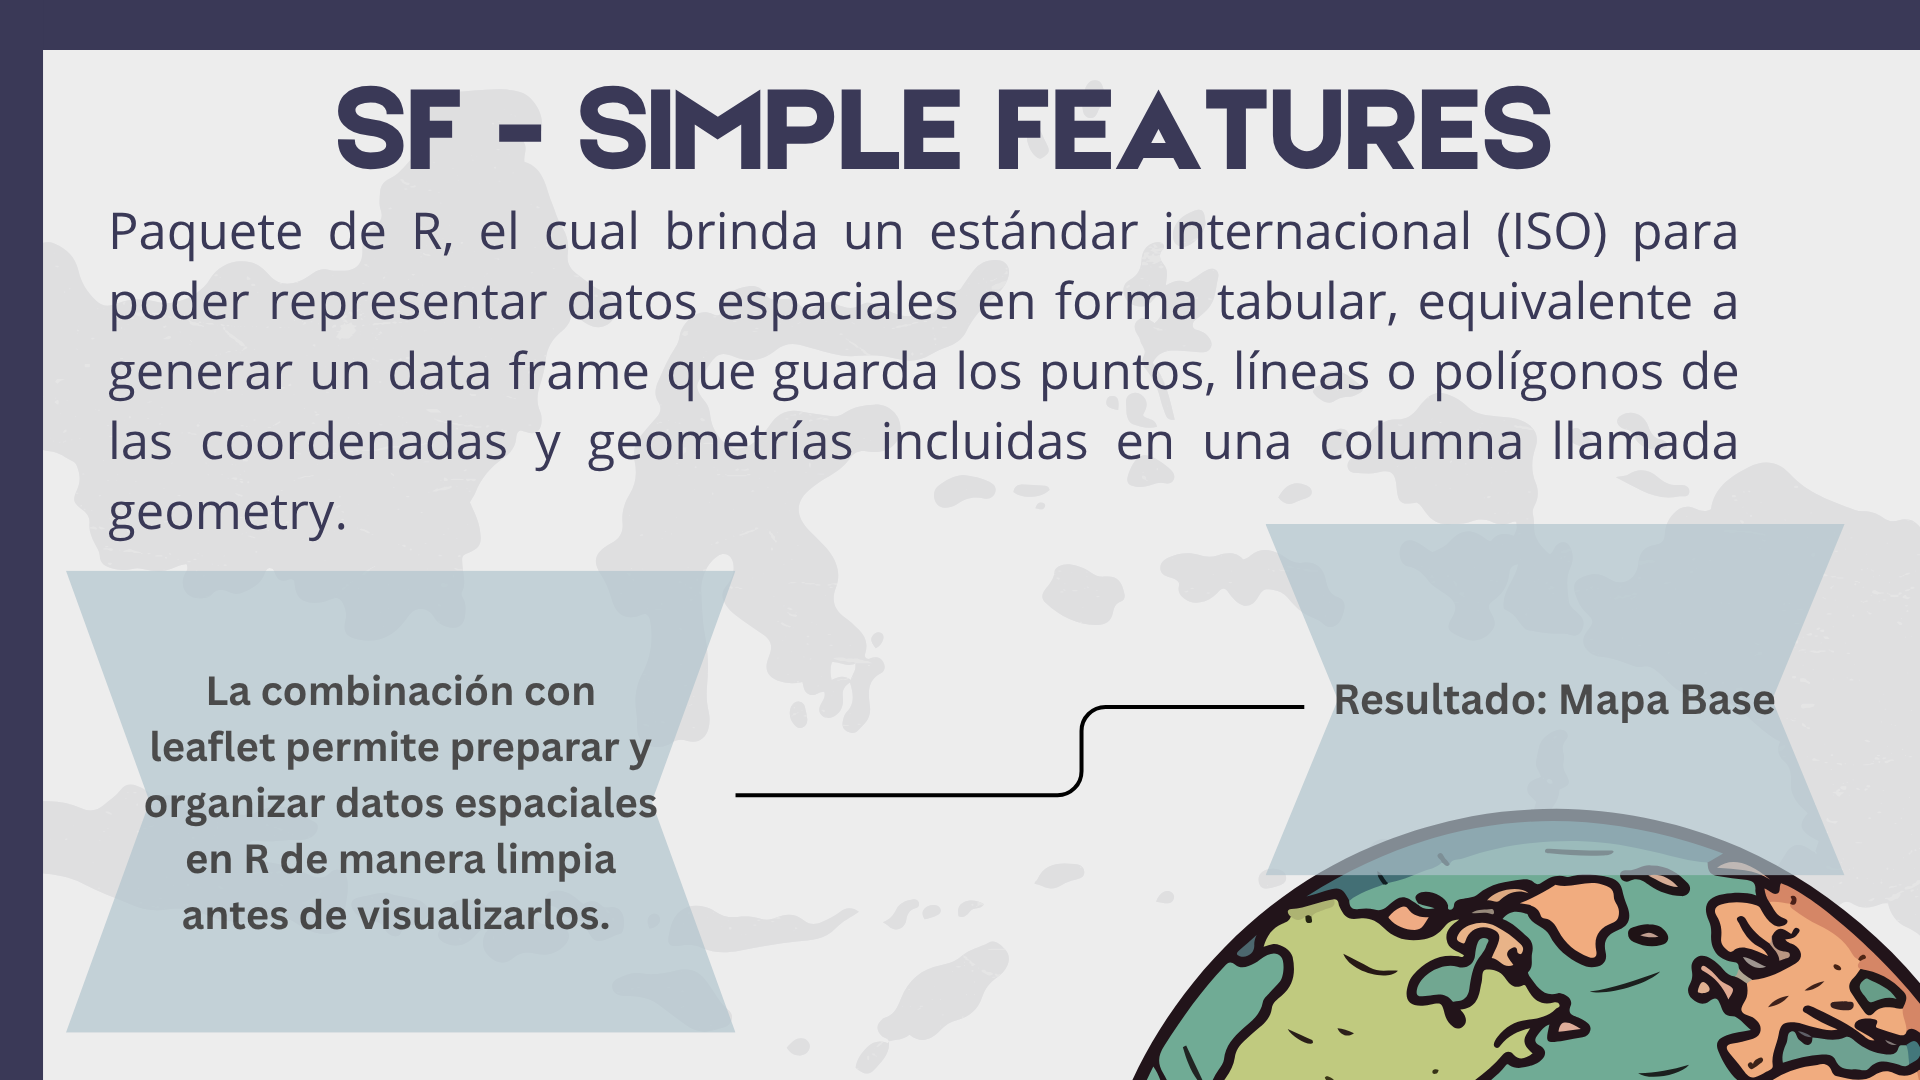 SF - SIMPLE FEATURES
Paquete de R, el cual brinda un estándar internacional (ISO) para
poder representar datos espaciales en forma tabular, equivalente a
generar un data frame que guarda los puntos, líneas o polígonos de
las coordenadas y geometrías incluidas en una columna llamada
geometry.
La combinación con
leaflet permite preparar y
organizar datos espaciales
en R de manera limpia
antes de visualizarlos.
Resultado: Mapa Base